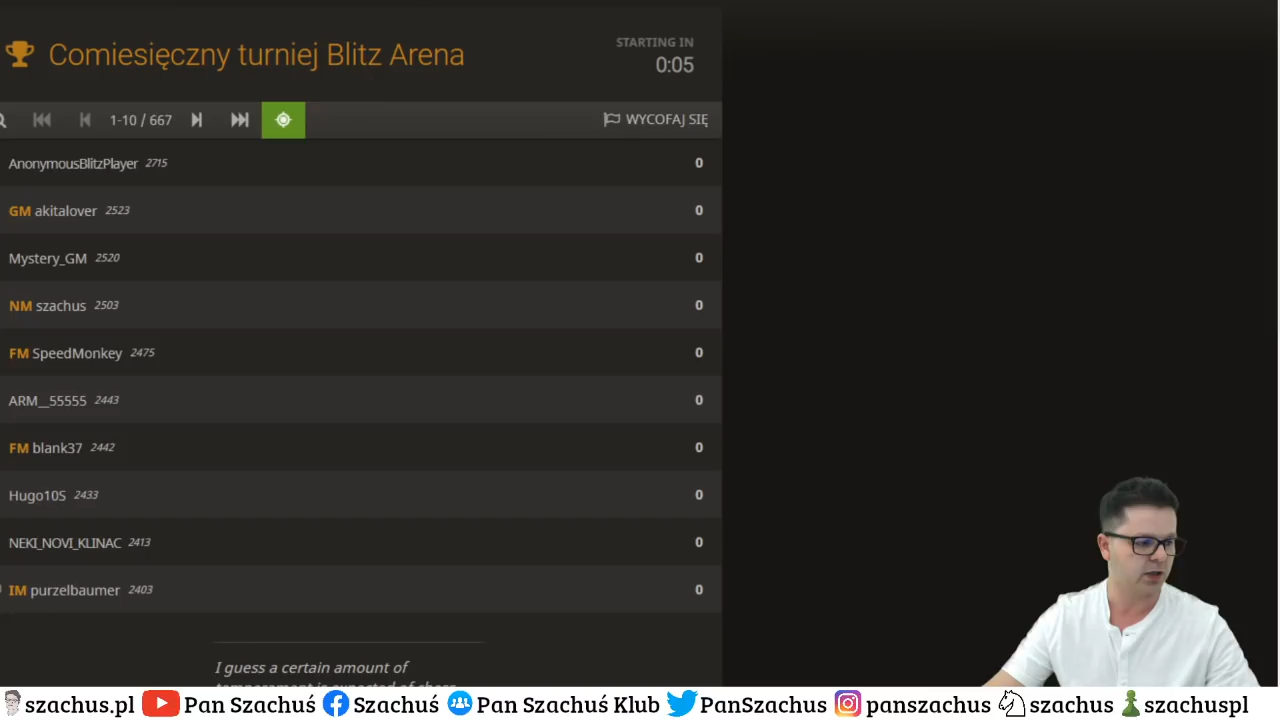 Comiesięczny turniej Blitz Arena
STARTING IN
0:05
1-10 / 667
WYCOFAJ SIĘ
AnonymousBlitzPlayer 2715 0
GM akitalover 2523 0
Mystery_GM 2520 0
NM szachus 2503 0
FM SpeedMonkey 2475 0
ARM__55555 2443 0
FM blank37 2442 0
Hugo10S 2433 0
NEKI_NOVI_KLINAC 2413 0
IM purzelbaumer 2403 0
I guess a certain amount of
szachus.pl Pan Szachuś Szachuś Pan Szachuś Klub PanSzachus panszachus szachus szachuspl